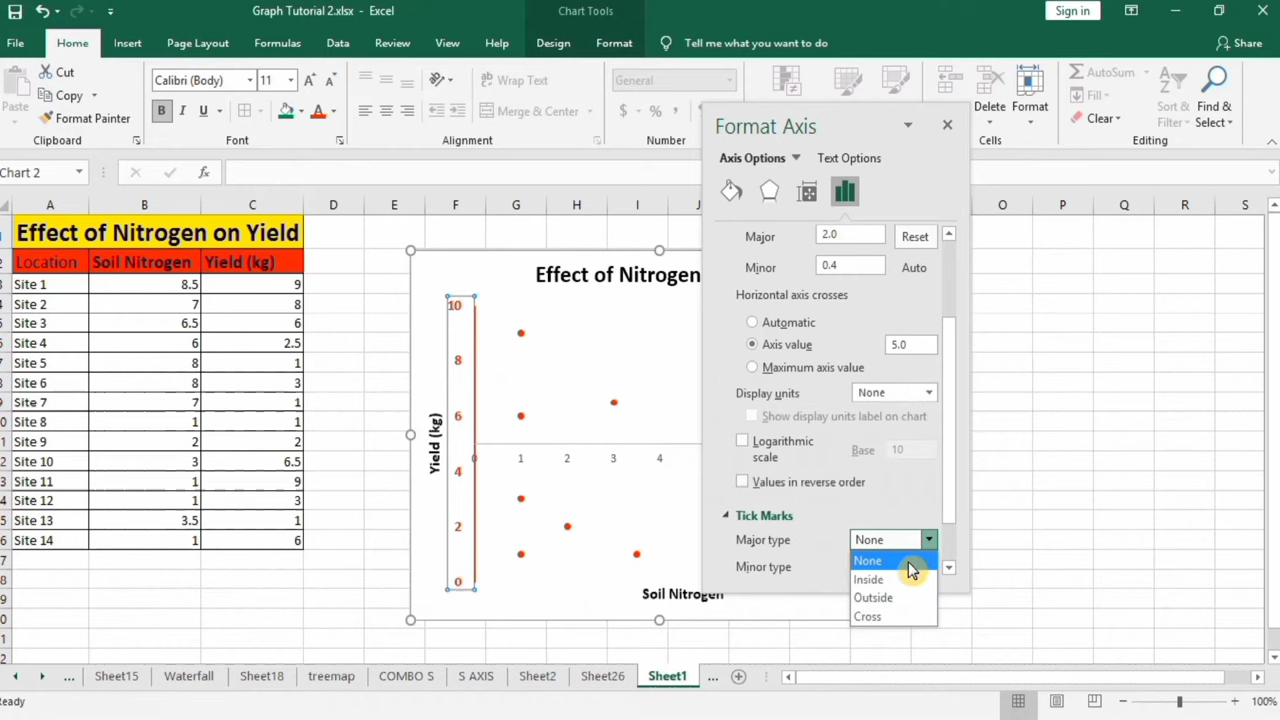 Graph Tutorial 2.xlsx - Excel
Chart Tools
Sign in
File Home Insert Page Layout Formulas Data Review View Help Design Format Tell me what you want to do Share
Paste
Cut
Copy
Format Painter
Clipboard
Calibri (Body) 11
B I U
Font
Wrap Text
Merge & Center
Alignment
General
$ % ,
Number
Delete
Format
Cells
AutoSum
Fill
Clear
Sort & Filter
Find & Select
Editing
Chart 2
fx
A B C D E F G H I J O P Q R S
Effect of Nitrogen on Yield
Location Soil Nitrogen Yield (kg)
Site 1 8.5 9
Site 2 7 8
Site 3 6.5 6
Site 4 6 2.5
Site 5 8 1
Site 6 8 3
Site 7 7 1
Site 8 1 1
Site 9 2 2
Site 10 3 6.5
Site 11 1 9
Site 12 1 3
Site 13 3.5 1
Site 14 1 6
Effect of Nitrogen
10
8
6
4
2
0
0 1 2 3 4
Yield (kg)
Soil Nitrogen
Format Axis
Axis Options Text Options
Major 2.0 Reset
Minor 0.4 Auto
Horizontal axis crosses
Automatic
Axis value 5.0
Maximum axis value
Display units None
Show display units label on chart
Logarithmic scale Base 10
Values in reverse order
Tick Marks
Major type None
Minor type
None
Inside
Outside
Cross
... Sheet15 Waterfall Sheet18 treemap COMBO S S AXIS Sheet2 Sheet26 Sheet1 ...
100%